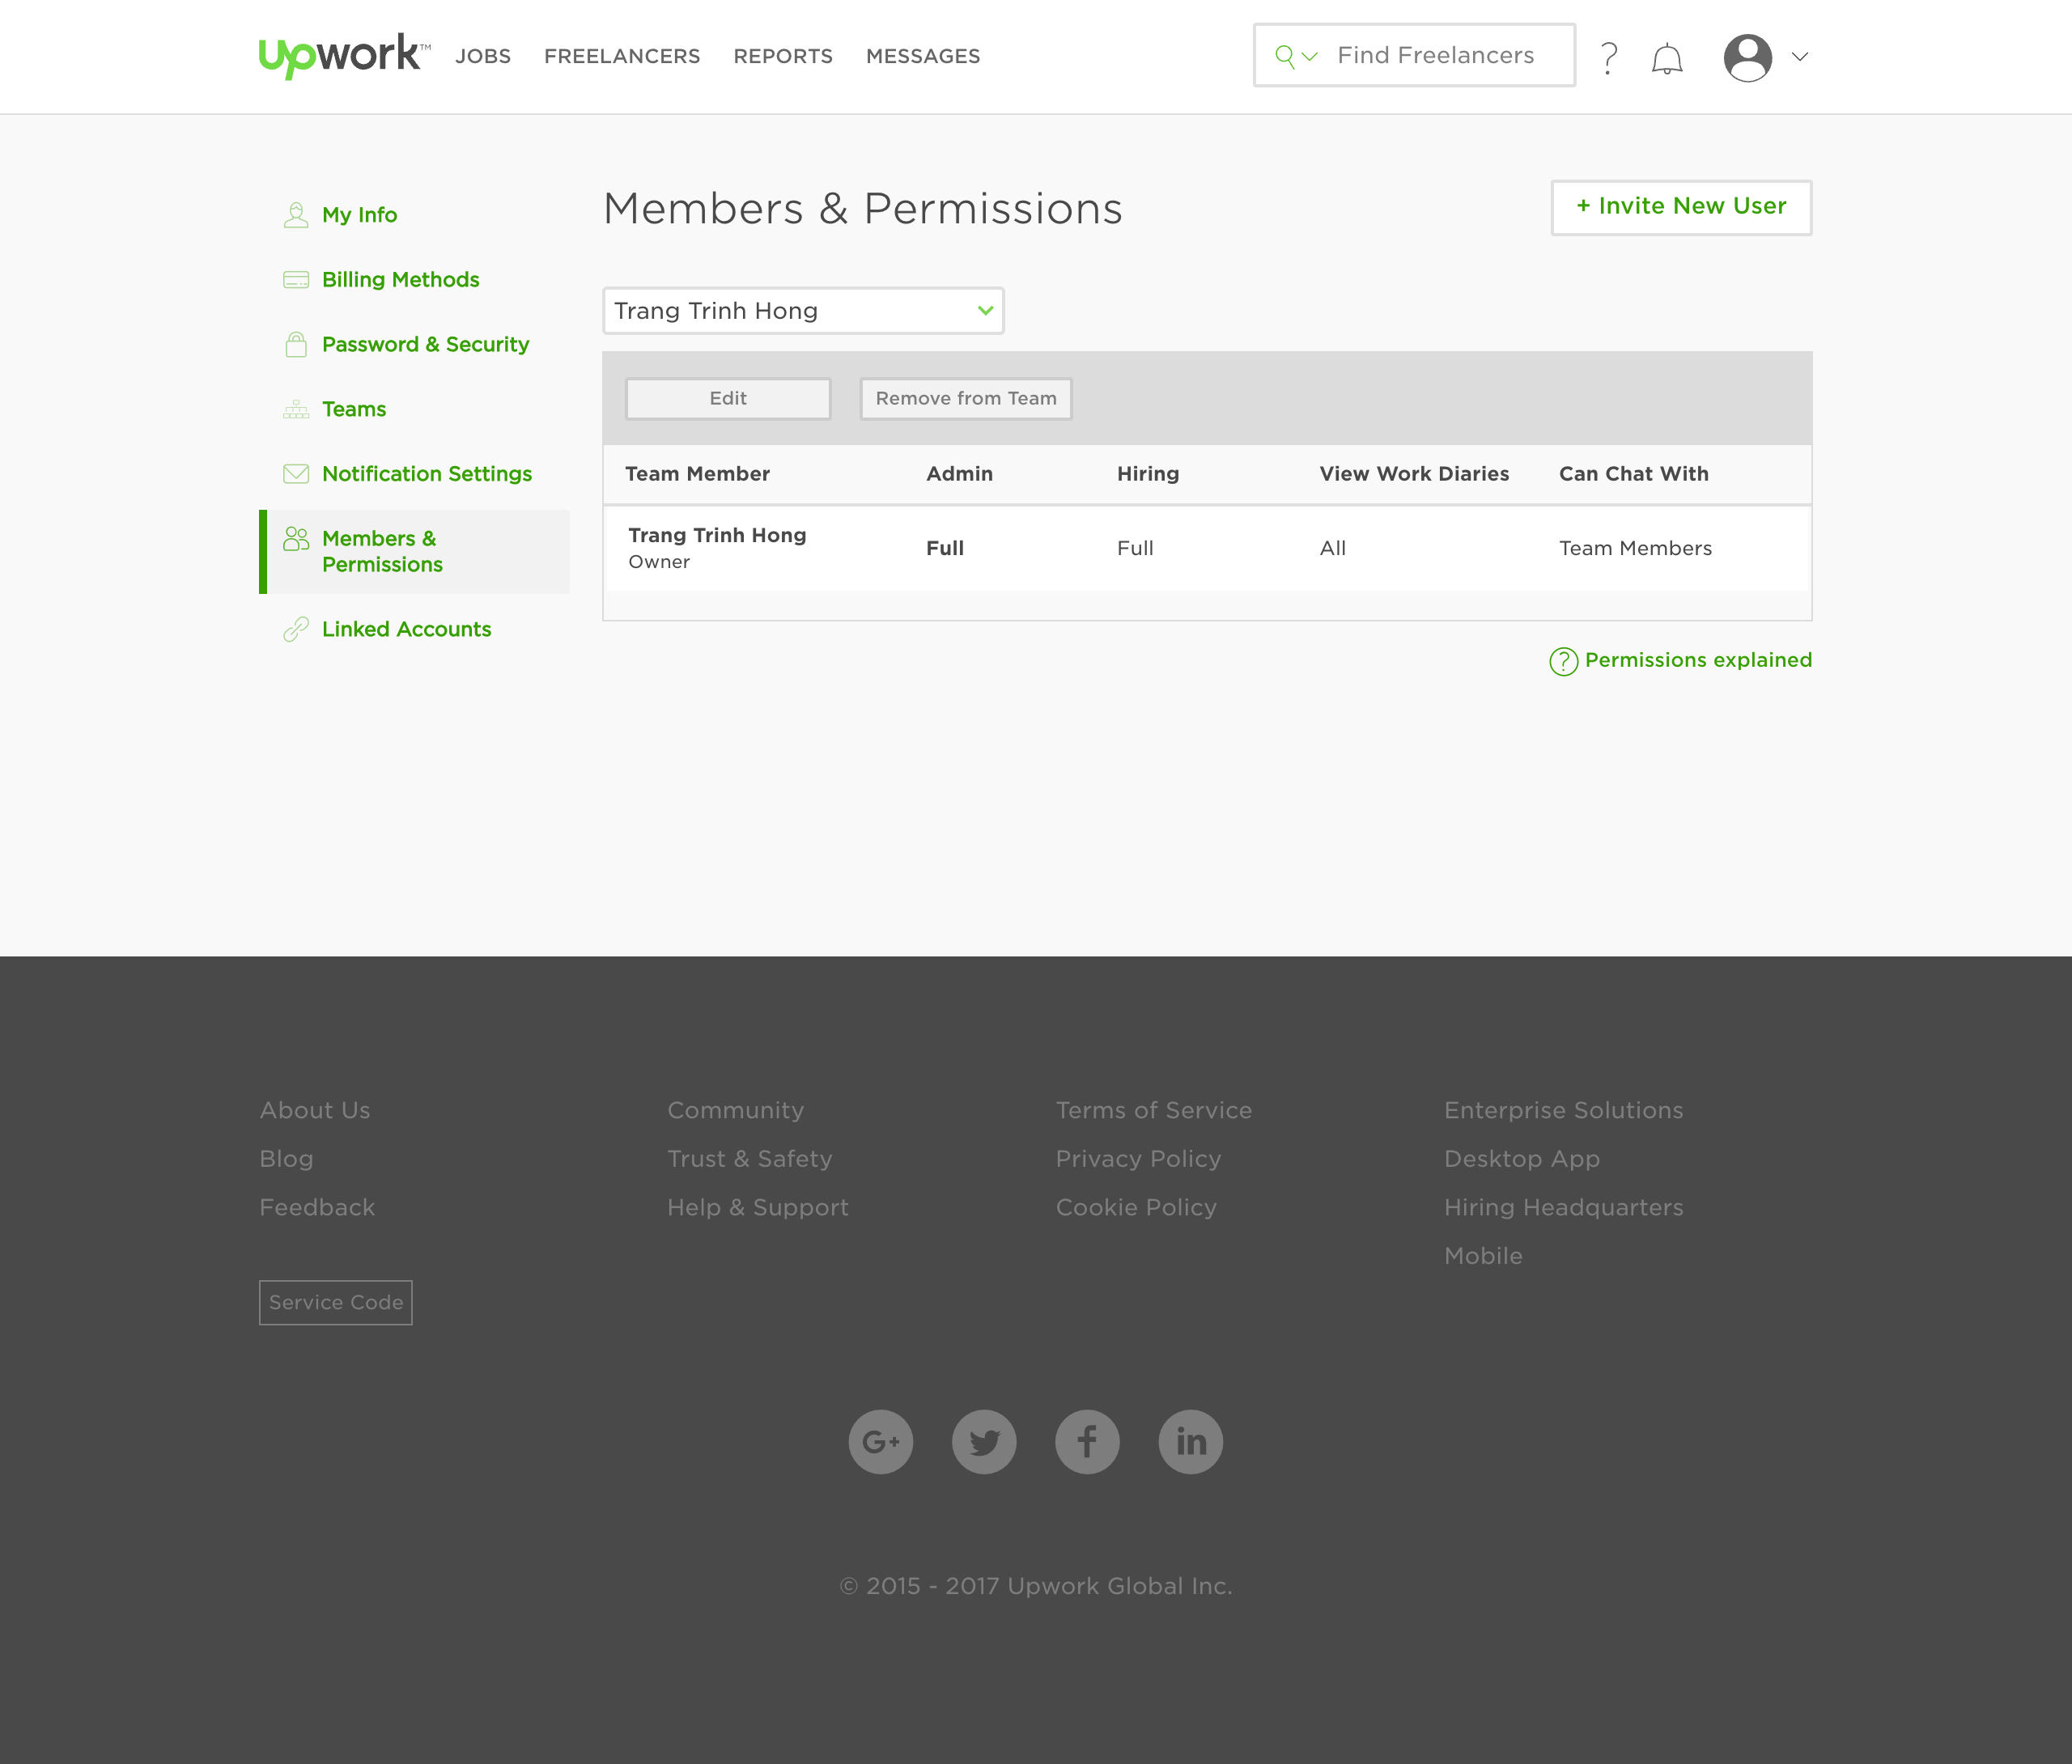 upwork™ JOBS FREELANCERS REPORTS MESSAGES Find Freelancers ?
My Info
Billing Methods
Password & Security
Teams
Notification Settings
Members &
Permissions
Linked Accounts
Members & Permissions
+ Invite New User
Trang Trinh Hong
Edit Remove from Team
Team Member Admin Hiring View Work Diaries Can Chat With
Trang Trinh Hong
Owner
Full Full All Team Members
? Permissions explained
About Us
Blog
Feedback
Community
Trust & Safety
Help & Support
Terms of Service
Privacy Policy
Cookie Policy
Enterprise Solutions
Desktop App
Hiring Headquarters
Mobile
Service Code
G+ f in
© 2015 - 2017 Upwork Global Inc.